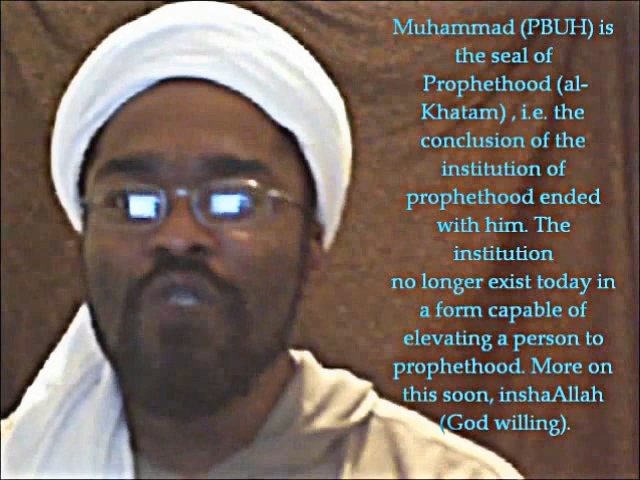 Muhammad (PBUH) is
the seal of
Prophethood (al-
Khatam) , i.e. the
conclusion of the
institution of
prophethood ended
with him. The
institution
no longer exist today in
a form capable of
elevating a person to
prophethood. More on
this soon, inshaAllah
(God willing).